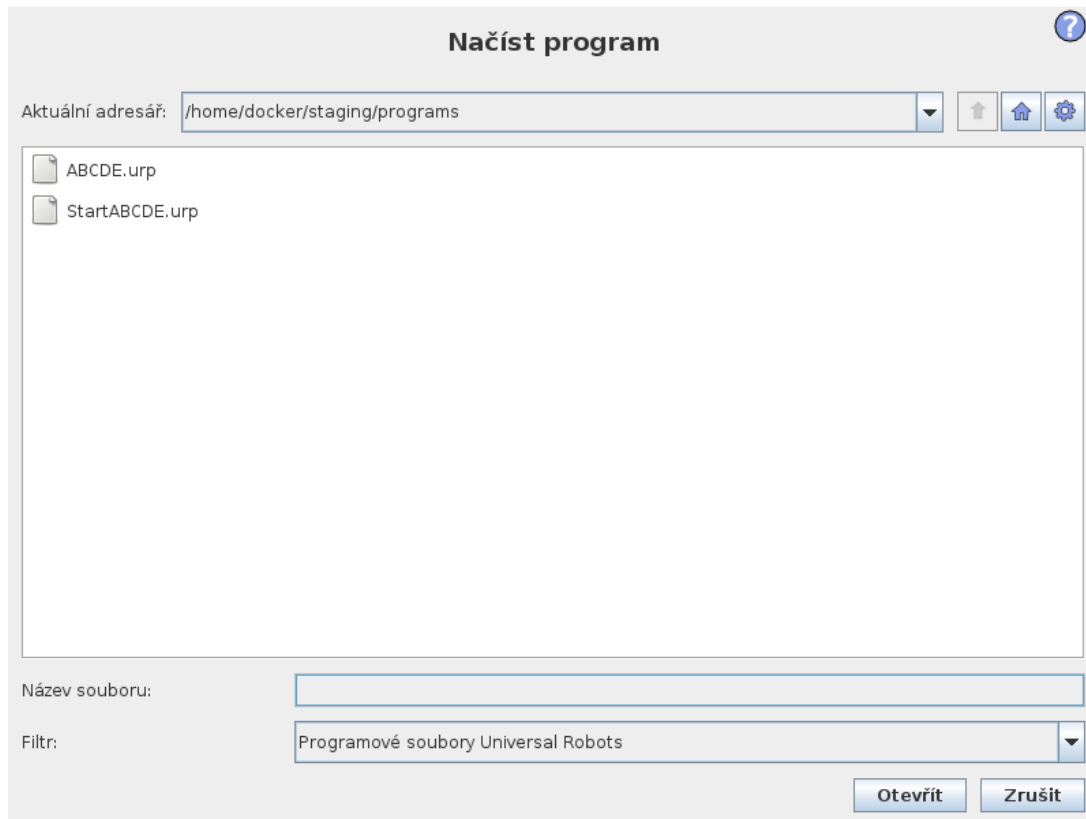 Načíst program
?
Aktuální adresář: /home/docker/staging/programs
ABCDE.urp
StartABCDE.urp
Název souboru:
Filtr: Programové soubory Universal Robots
Otevřít Zrušit